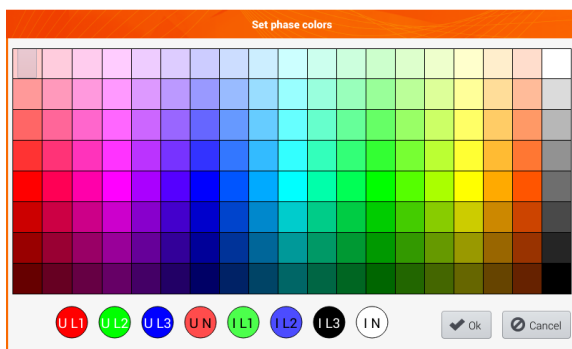 Set phase colors
U L1 U L2 U L3 U N I L1 I L2 I L3 I N Ok Cancel